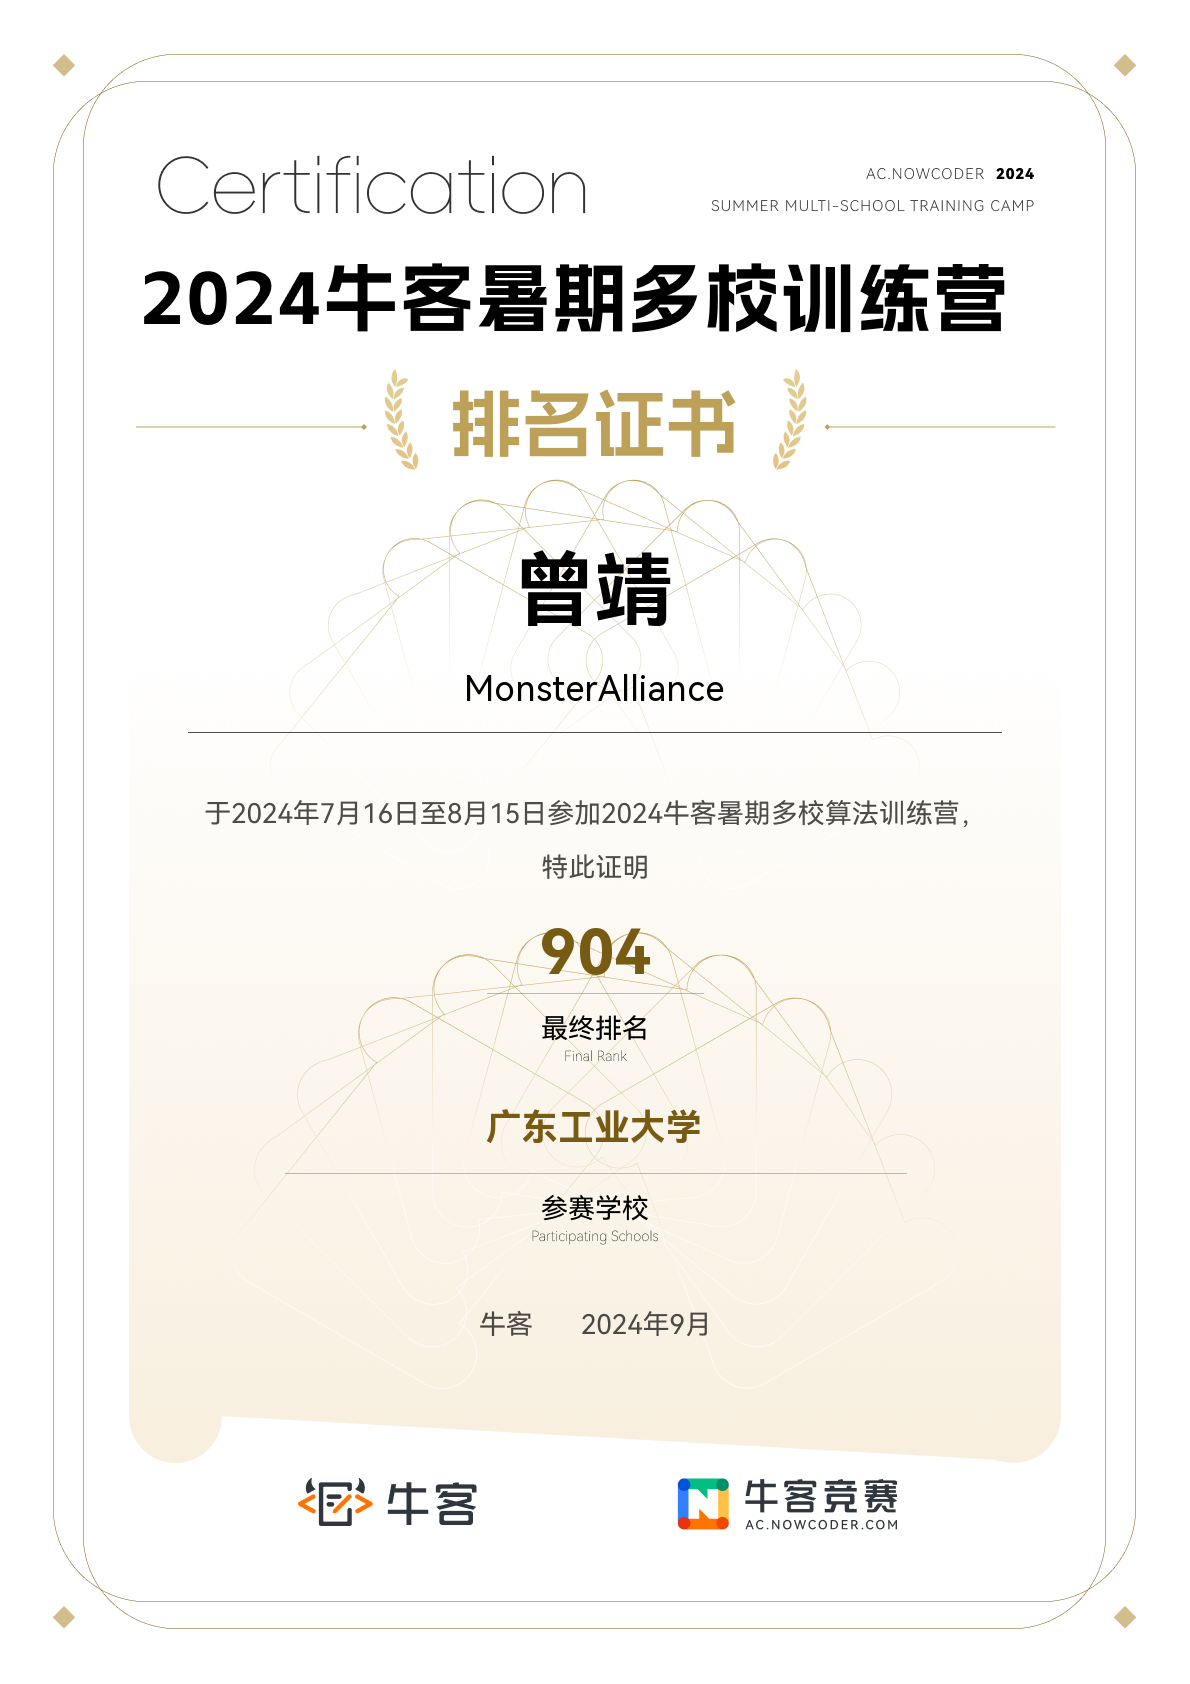 Certification
AC.NOWCODER 2024
SUMMER MULTI-SCHOOL TRAINING CAMP
2024牛客暑期多校训练营
排名证书
曾靖
MonsterAlliance
于2024年7月16日至8月15日参加2024牛客暑期多校算法训练营，
特此证明
904
最终排名
Final Rank
广东工业大学
参赛学校
Participating Schools
牛客 2024年9月
牛客
牛客竞赛
AC.NOWCODER.COM